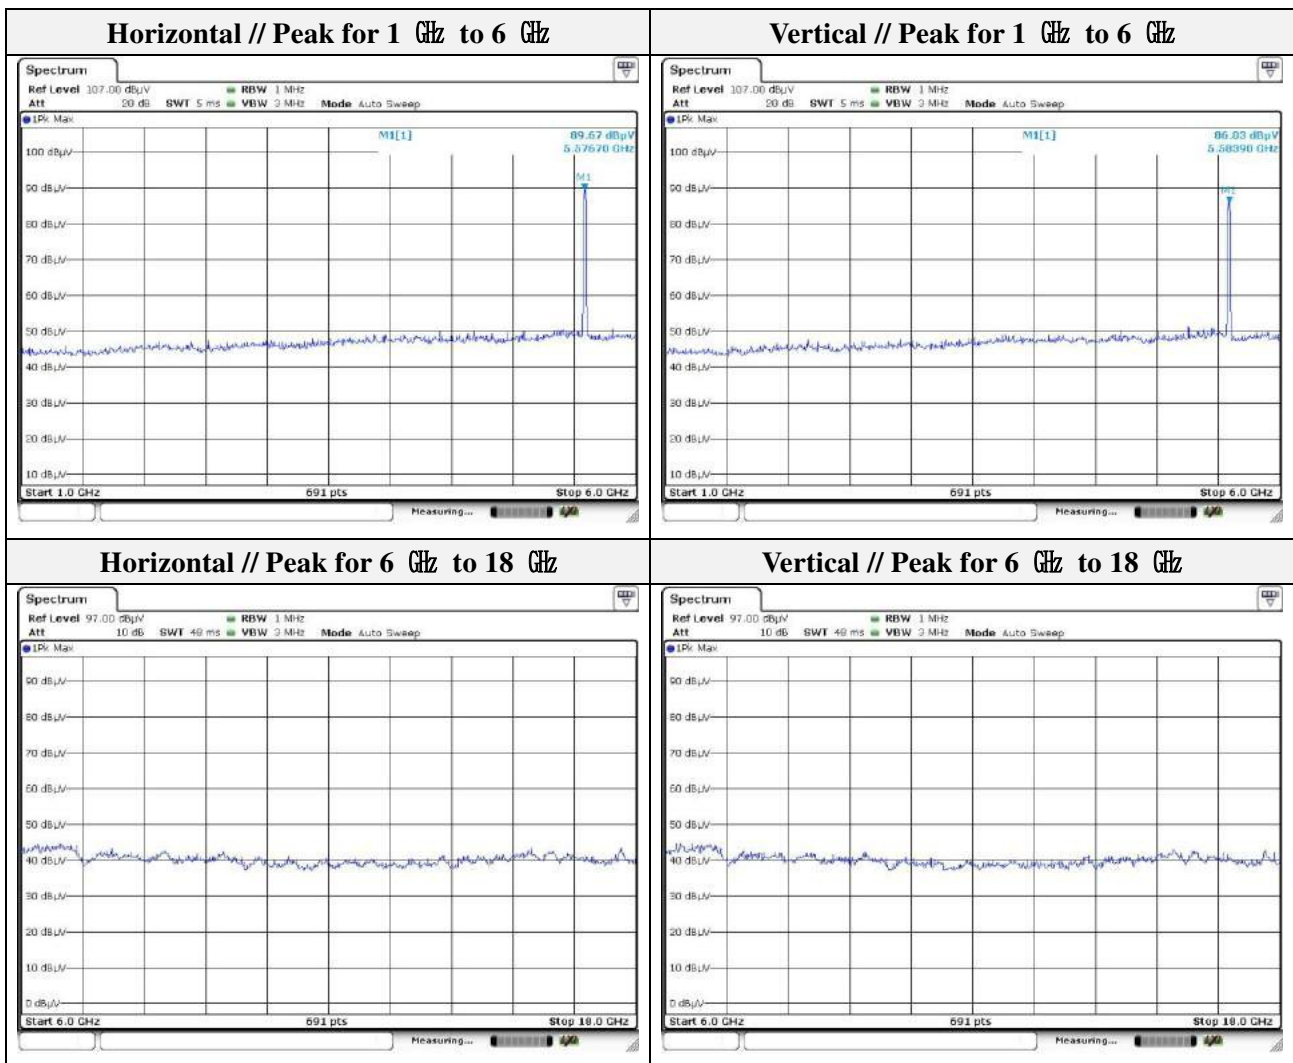 Horizontal // Peak for 1 ㎓ to 6 ㎓
Vertical // Peak for 1 ㎓ to 6 ㎓
Spectrum
Ref Level 107.00 dBµV RBW 1 MHz
Att 20 dB SWT 5 ms VBW 3 MHz Mode Auto Sweep
1Pk Max
M1[1] 89.67 dBµV
5.57670 GHz
M1
100 dBµV
90 dBµV
80 dBµV
70 dBµV
60 dBµV
50 dBµV
40 dBµV
30 dBµV
20 dBµV
10 dBµV
Start 1.0 GHz 691 pts Stop 6.0 GHz
Measuring...
Spectrum
Ref Level 107.00 dBµV RBW 1 MHz
Att 20 dB SWT 5 ms VBW 3 MHz Mode Auto Sweep
1Pk Max
M1[1] 86.03 dBµV
5.58390 GHz
M1
100 dBµV
90 dBµV
80 dBµV
70 dBµV
60 dBµV
50 dBµV
40 dBµV
30 dBµV
20 dBµV
10 dBµV
Start 1.0 GHz 691 pts Stop 6.0 GHz
Measuring...
Horizontal // Peak for 6 ㎓ to 18 ㎓
Vertical // Peak for 6 ㎓ to 18 ㎓
Spectrum
Ref Level 97.00 dBµV RBW 1 MHz
Att 10 dB SWT 48 ms VBW 3 MHz Mode Auto Sweep
1Pk Max
90 dBµV
80 dBµV
70 dBµV
60 dBµV
50 dBµV
40 dBµV
30 dBµV
20 dBµV
10 dBµV
0 dBµV
Start 6.0 GHz 691 pts Stop 18.0 GHz
Measuring...
Spectrum
Ref Level 97.00 dBµV RBW 1 MHz
Att 10 dB SWT 48 ms VBW 3 MHz Mode Auto Sweep
1Pk Max
90 dBµV
80 dBµV
70 dBµV
60 dBµV
50 dBµV
40 dBµV
30 dBµV
20 dBµV
10 dBµV
0 dBµV
Start 6.0 GHz 691 pts Stop 18.0 GHz
Measuring...